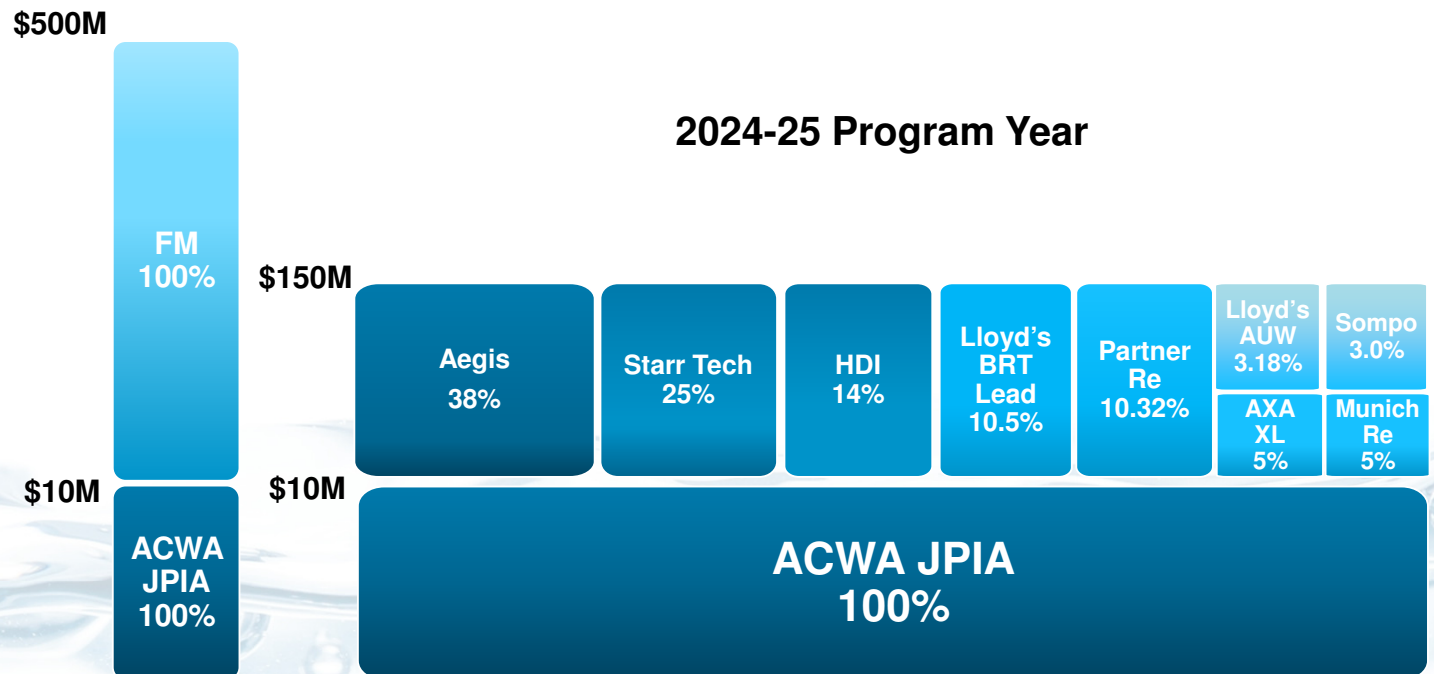 $500M
2024-25 Program Year
FM
100%
$150M
Aegis
38%
Starr Tech
25%
HDI
14%
Lloyd's
BRT
Lead
10.5%
Partner
Re
10.32%
Lloyd's
AUW
3.18%
Sompo
3.0%
AXA
XL
5%
Munich
Re
5%
$10M
$10M
ACWA
JPIA
100%
ACWA JPIA
100%